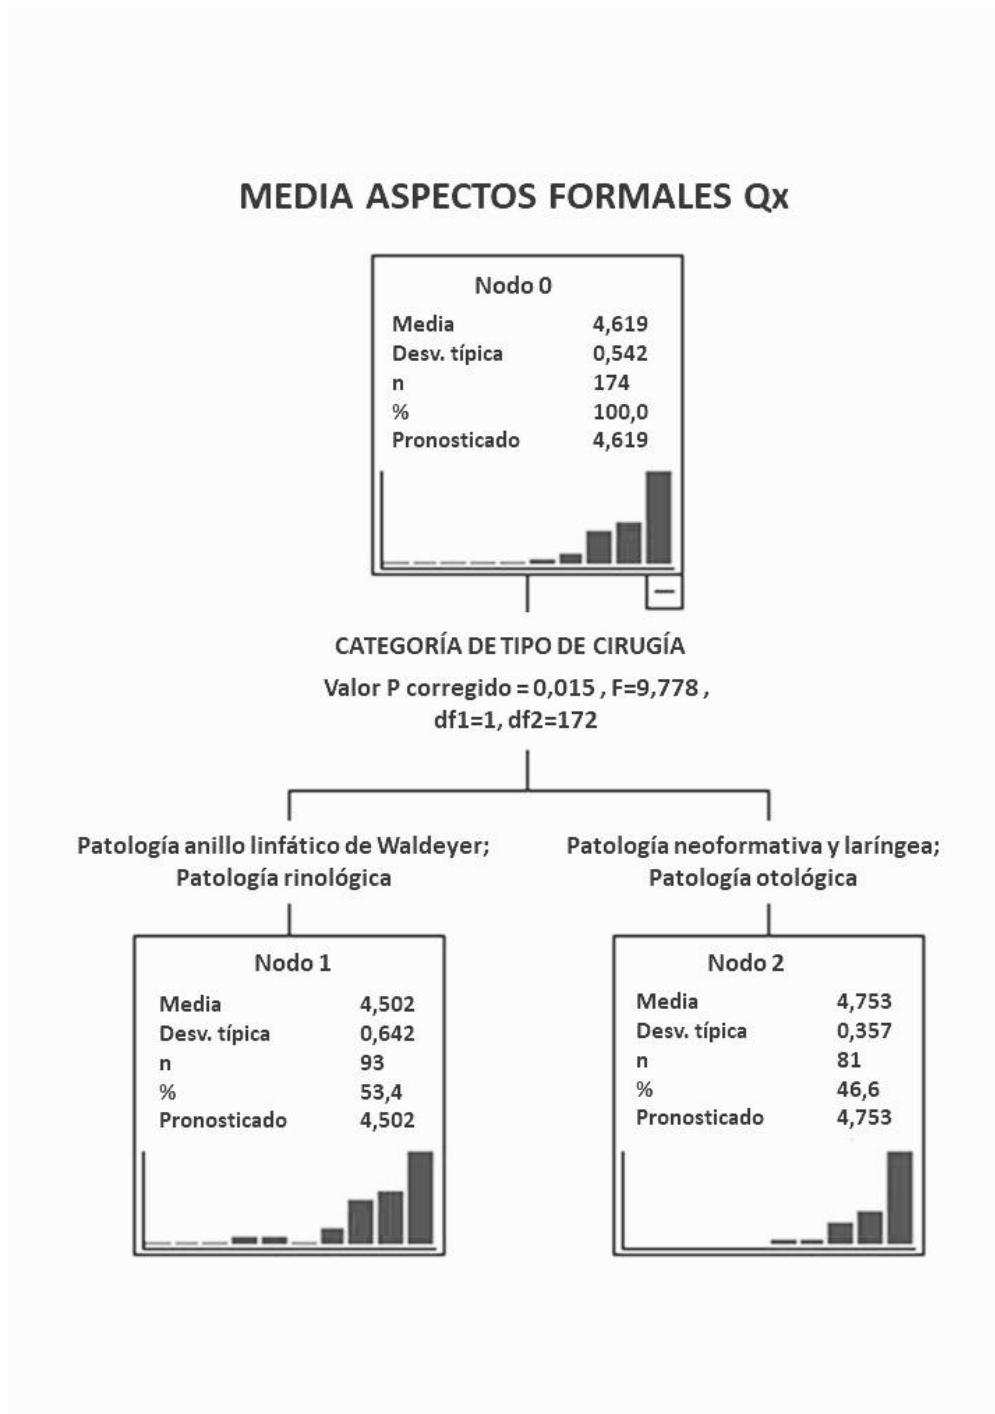 MEDIA ASPECTOS FORMALES Qx
Nodo 0
Media 4,619
Desv. típica 0,542
n 174
% 100,0
Pronosticado 4,619
CATEGORÍA DE TIPO DE CIRUGÍA
Valor P corregido = 0,015 , F=9,778 ,
df1=1, df2=172
Patología anillo linfático de Waldeyer;
Patología rinológica
Nodo 1
Media 4,502
Desv. típica 0,642
n 93
% 53,4
Pronosticado 4,502
Patología neoformativa y laríngea;
Patología otológica
Nodo 2
Media 4,753
Desv. típica 0,357
n 81
% 46,6
Pronosticado 4,753